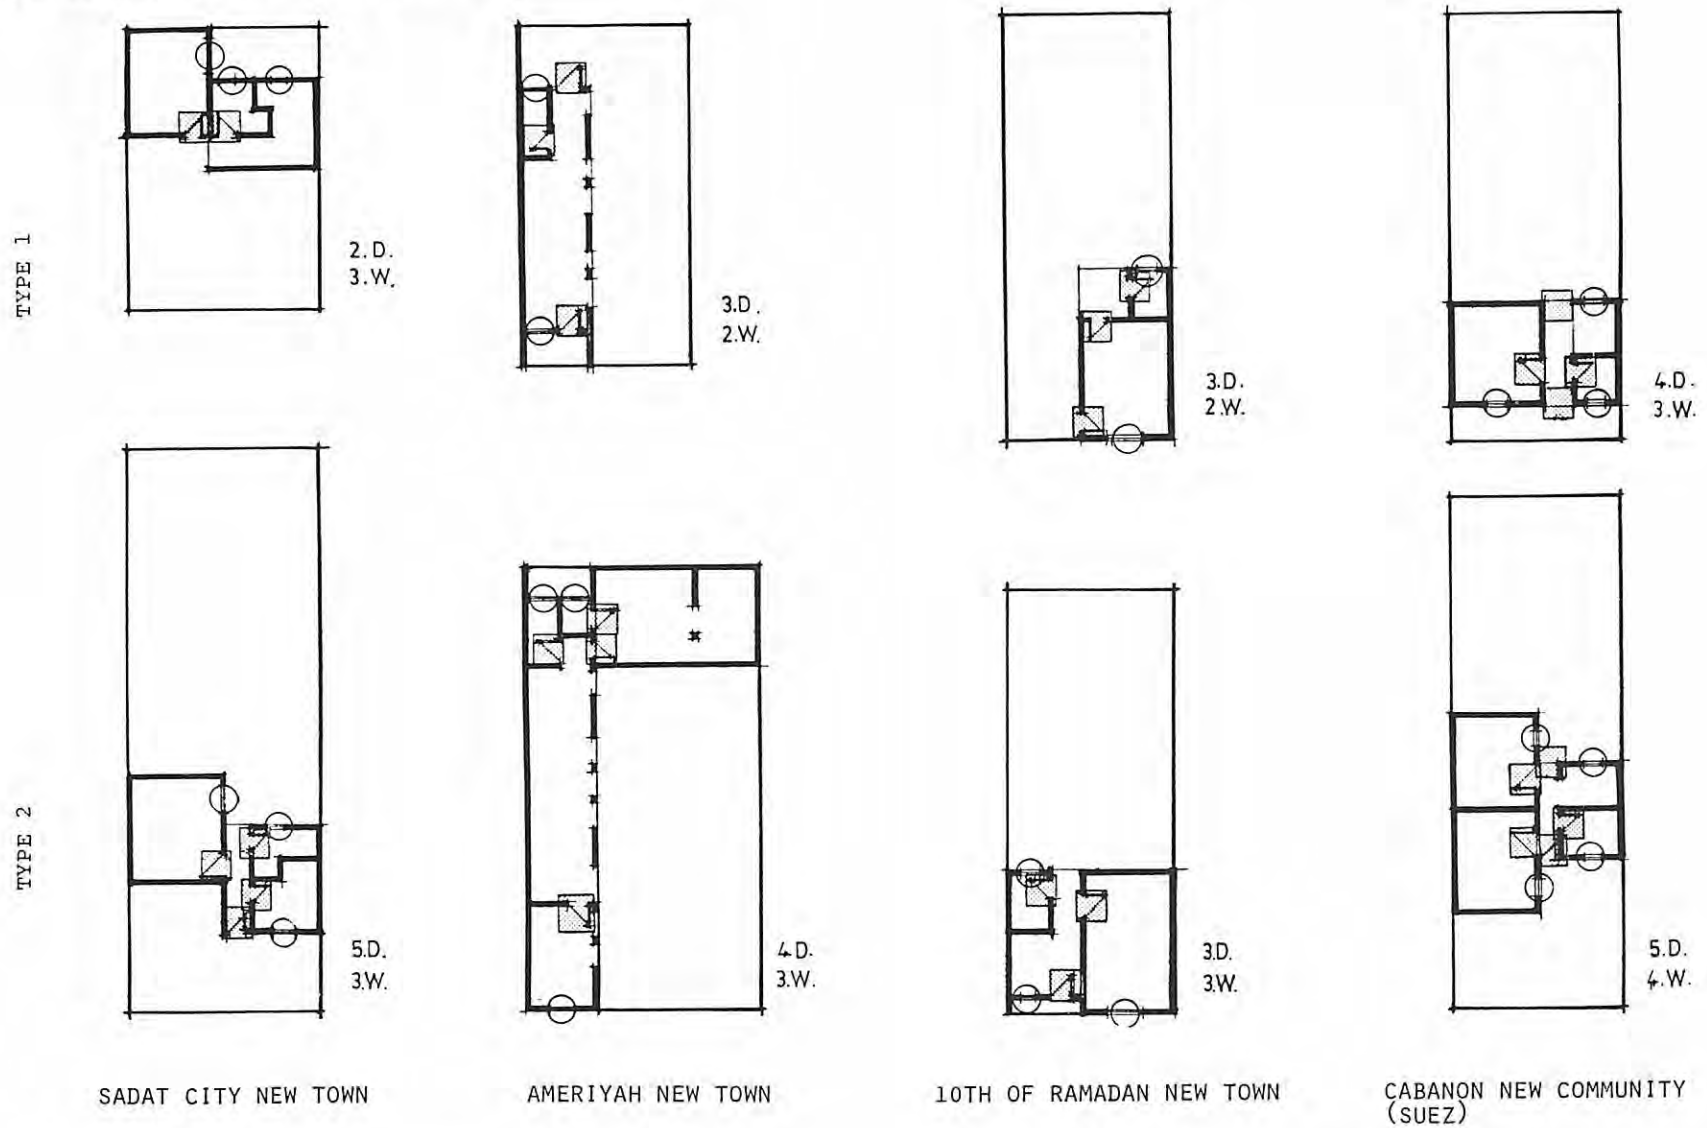 TYPE 1
2.D.
3.W.
3.D.
2.W.
3.D.
2.W.
4.D.
3.W.
TYPE 2
5.D.
3.W.
4.D.
3.W.
3.D.
3.W.
5.D.
4.W.
SADAT CITY NEW TOWN
AMERIYAH NEW TOWN
10TH OF RAMADAN NEW TOWN
CABANON NEW COMMUNITY
(SUEZ)